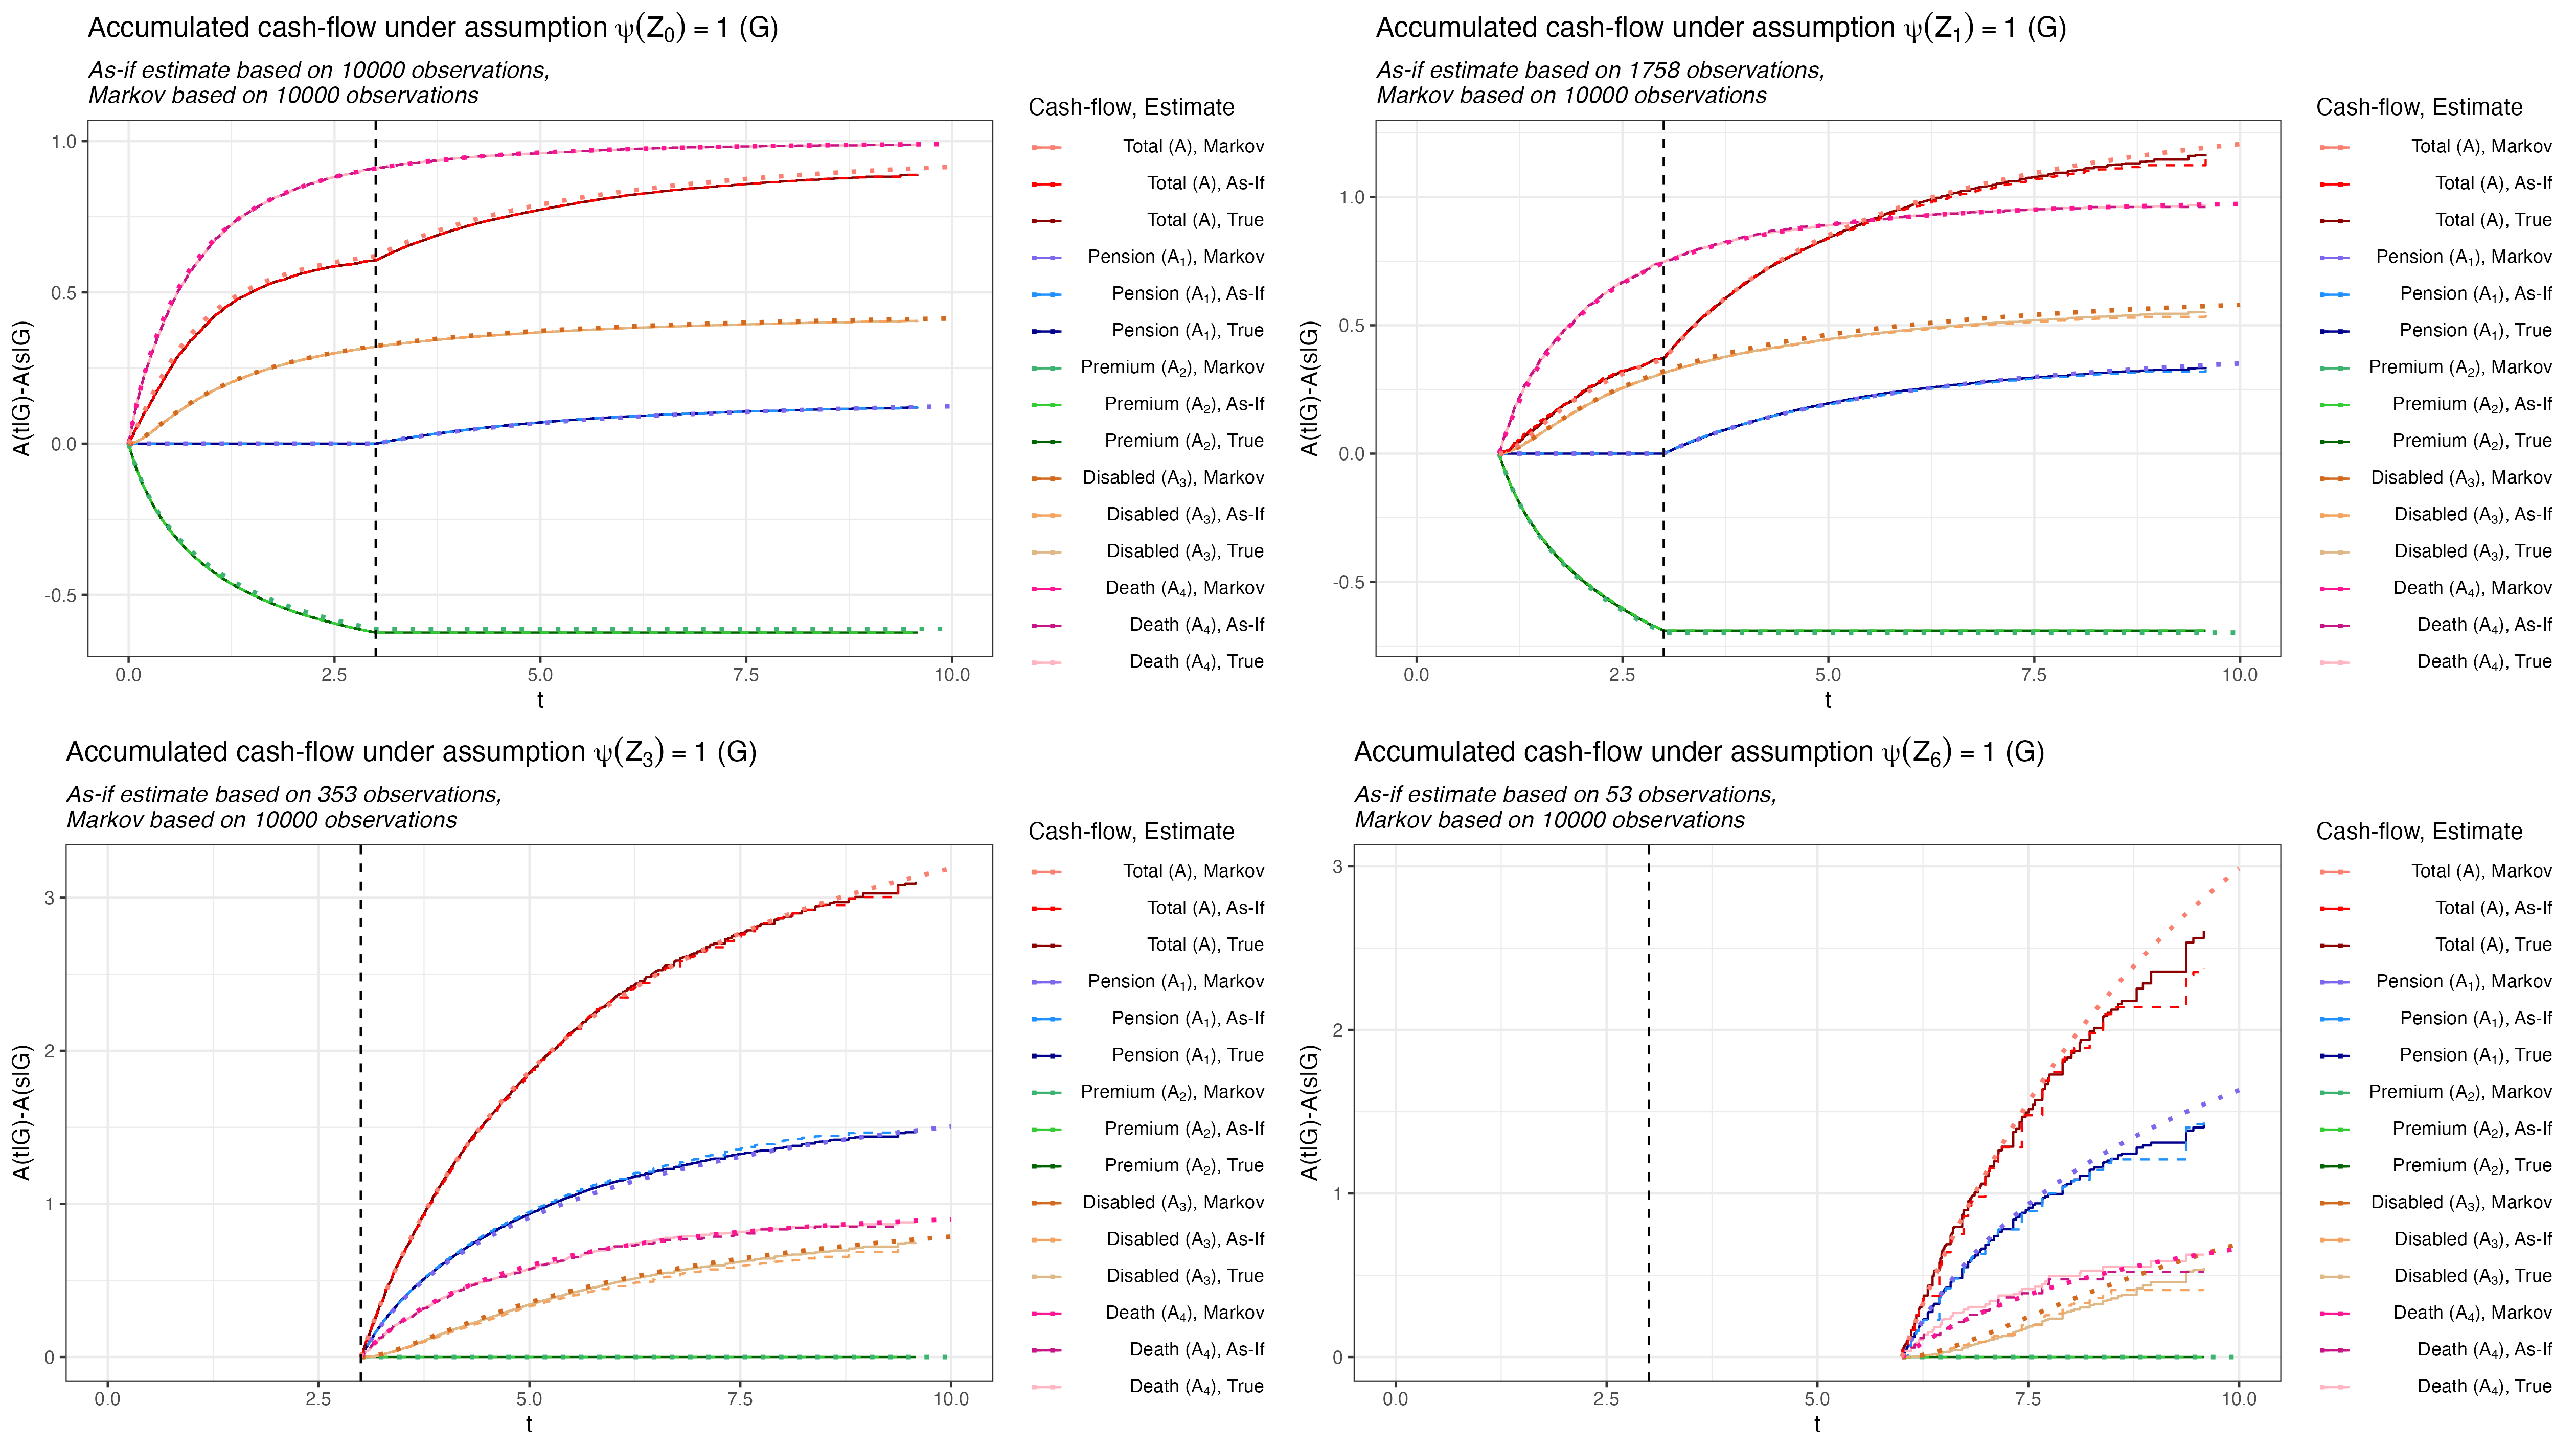 Accumulated cash-flow under assumption ψ(Z₀) = 1 (G)
As-if estimate based on 10000 observations,
Markov based on 10000 observations
A(t|G)-A(s|G)
1.0
0.5
0.0
-0.5
0.0 2.5 5.0 7.5 10.0
t
Cash-flow, Estimate
Total (A), Markov
Total (A), As-If
Total (A), True
Pension (A₁), Markov
Pension (A₁), As-If
Pension (A₁), True
Premium (A₂), Markov
Premium (A₂), As-If
Premium (A₂), True
Disabled (A₃), Markov
Disabled (A₃), As-If
Disabled (A₃), True
Death (A₄), Markov
Death (A₄), As-If
Death (A₄), True
Accumulated cash-flow under assumption ψ(Z₁) = 1 (G)
As-if estimate based on 1758 observations,
Markov based on 10000 observations
A(t|G)-A(s|G)
1.0
0.5
0.0
-0.5
0.0 2.5 5.0 7.5 10.0
t
Cash-flow, Estimate
Total (A), Markov
Total (A), As-If
Total (A), True
Pension (A₁), Markov
Pension (A₁), As-If
Pension (A₁), True
Premium (A₂), Markov
Premium (A₂), As-If
Premium (A₂), True
Disabled (A₃), Markov
Disabled (A₃), As-If
Disabled (A₃), True
Death (A₄), Markov
Death (A₄), As-If
Death (A₄), True
Accumulated cash-flow under assumption ψ(Z₃) = 1 (G)
As-if estimate based on 353 observations,
Markov based on 10000 observations
A(t|G)-A(s|G)
3
2
1
0
0.0 2.5 5.0 7.5 10.0
t
Cash-flow, Estimate
Total (A), Markov
Total (A), As-If
Total (A), True
Pension (A₁), Markov
Pension (A₁), As-If
Pension (A₁), True
Premium (A₂), Markov
Premium (A₂), As-If
Premium (A₂), True
Disabled (A₃), Markov
Disabled (A₃), As-If
Disabled (A₃), True
Death (A₄), Markov
Death (A₄), As-If
Death (A₄), True
Accumulated cash-flow under assumption ψ(Z₆) = 1 (G)
As-if estimate based on 53 observations,
Markov based on 10000 observations
A(t|G)-A(s|G)
3
2
1
0
0.0 2.5 5.0 7.5 10.0
t
Cash-flow, Estimate
Total (A), Markov
Total (A), As-If
Total (A), True
Pension (A₁), Markov
Pension (A₁), As-If
Pension (A₁), True
Premium (A₂), Markov
Premium (A₂), As-If
Premium (A₂), True
Disabled (A₃), Markov
Disabled (A₃), As-If
Disabled (A₃), True
Death (A₄), Markov
Death (A₄), As-If
Death (A₄), True